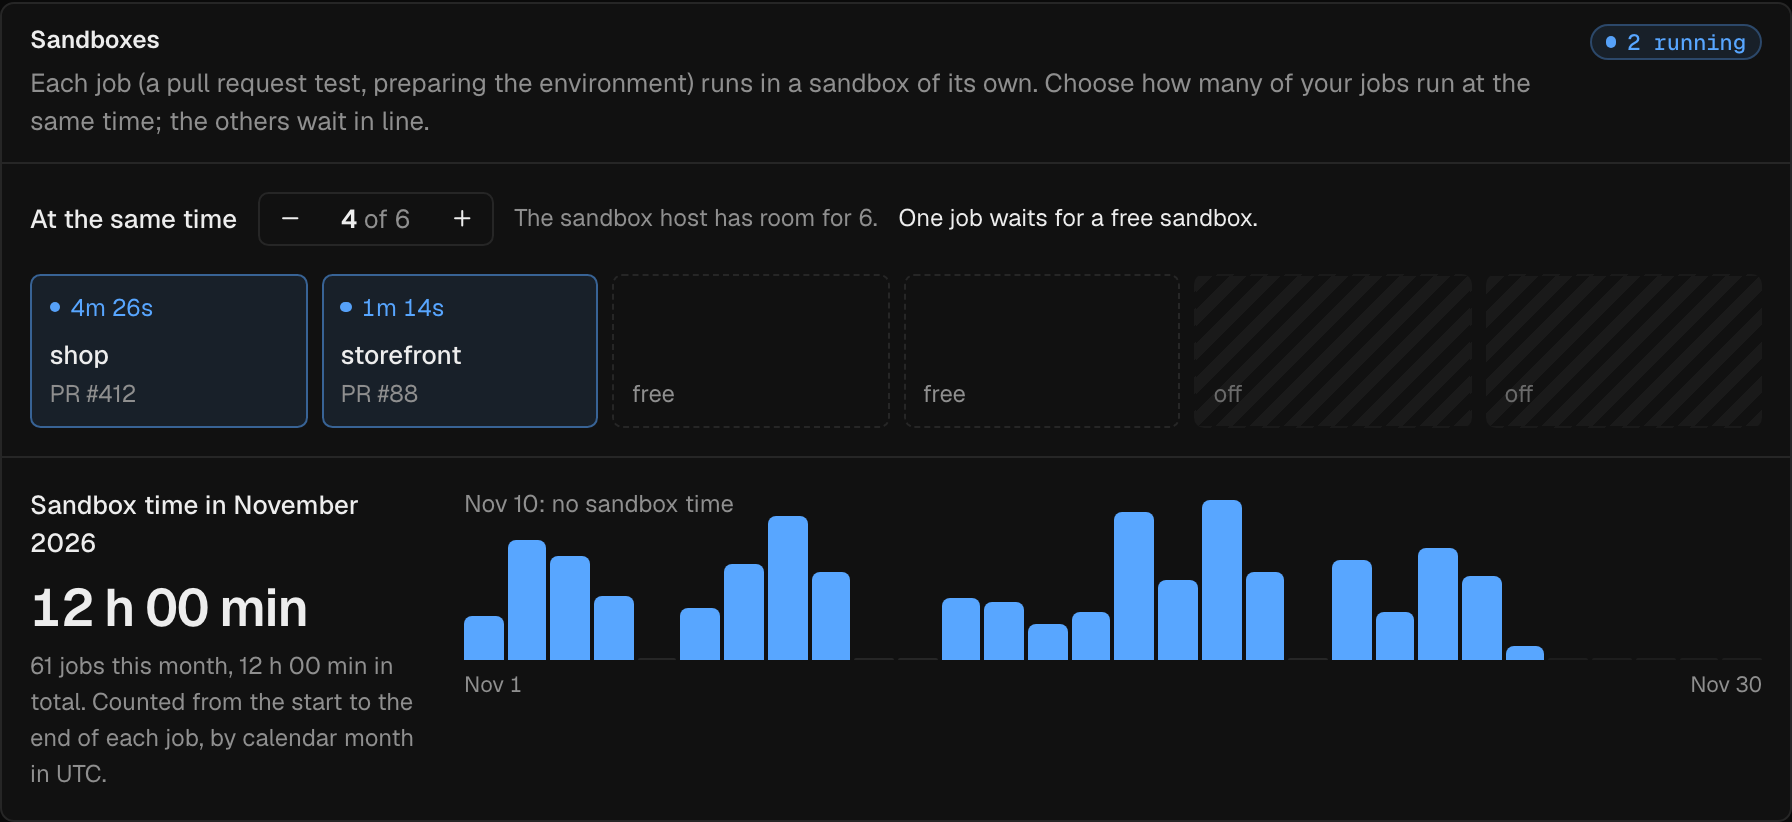 Sandboxes
2 running
Each job (a pull request test, preparing the environment) runs in a sandbox of its own. Choose how many of your jobs run at the
same time; the others wait in line.
At the same time − 4 of 6 + The sandbox host has room for 6. One job waits for a free sandbox.
4m 26s
shop
PR #412
1m 14s
storefront
PR #88
free
free
off
off
Sandbox time in November
2026
12 h 00 min
61 jobs this month, 12 h 00 min in
total. Counted from the start to the
end of each job, by calendar month
in UTC.
Nov 10: no sandbox time
Nov 1
Nov 30